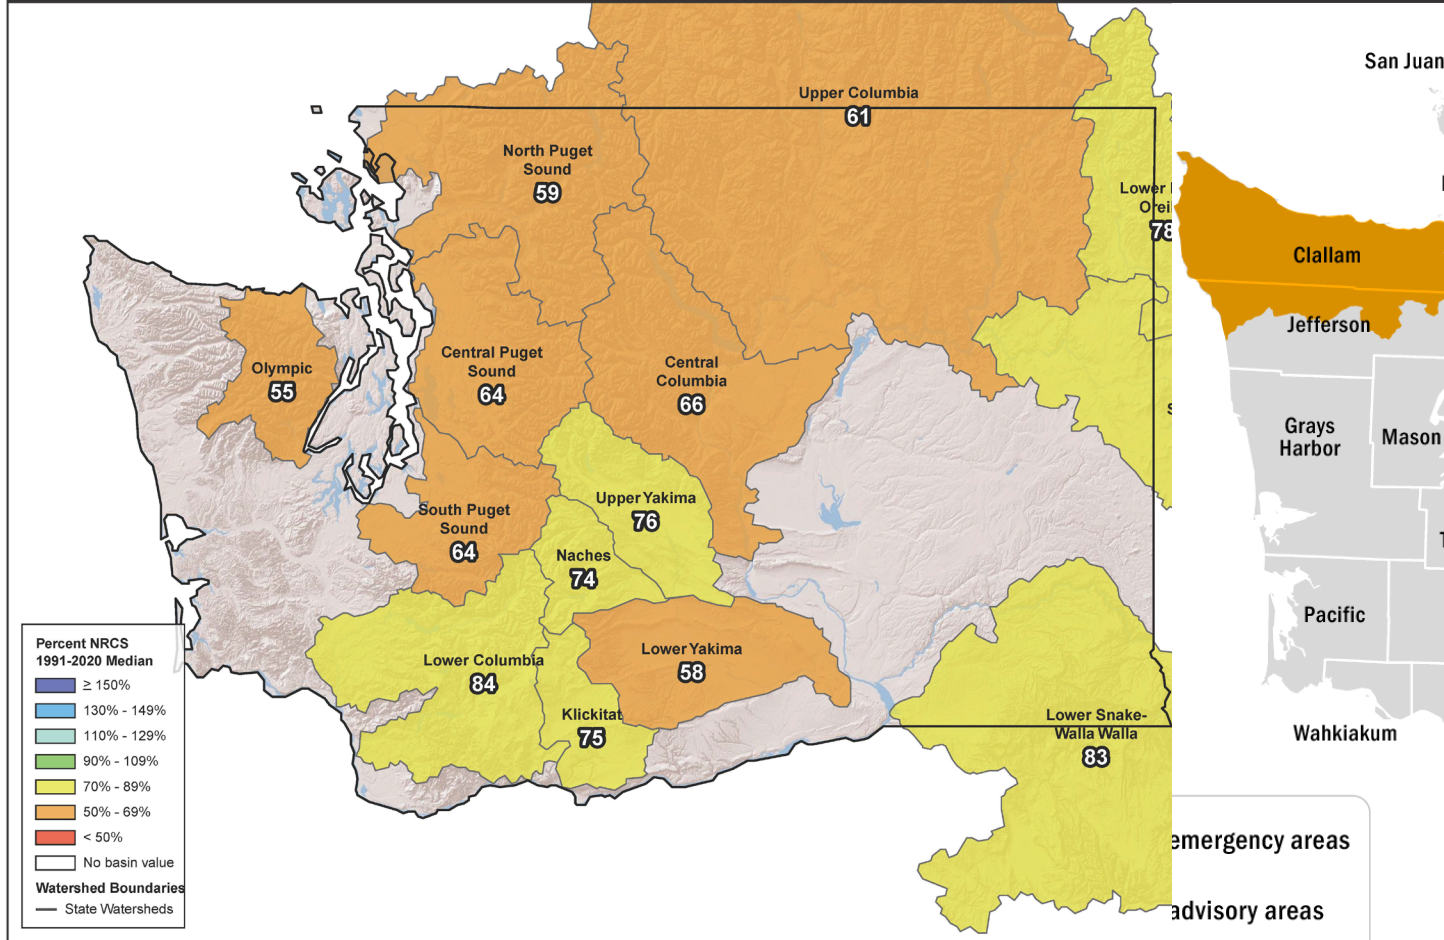 Upper Columbia
61
North Puget
Sound
59
Lower
Orei
78
Olympic
55
Central Puget
Sound
64
Central
Columbia
66
S
Upper Yakima
76
South Puget
Sound
64
Naches
74
Lower Yakima
58
Lower Columbia
84
Klickitat
75
Lower Snake-
Walla Walla
83
Percent NRCS
1991-2020 Median
≥ 150%
130% - 149%
110% - 129%
90% - 109%
70% - 89%
50% - 69%
< 50%
No basin value
Watershed Boundaries
State Watersheds
San Juan
Clallam
Jefferson
Grays
Harbor
Mason
T
Pacific
Wahkiakum
emergency areas
advisory areas